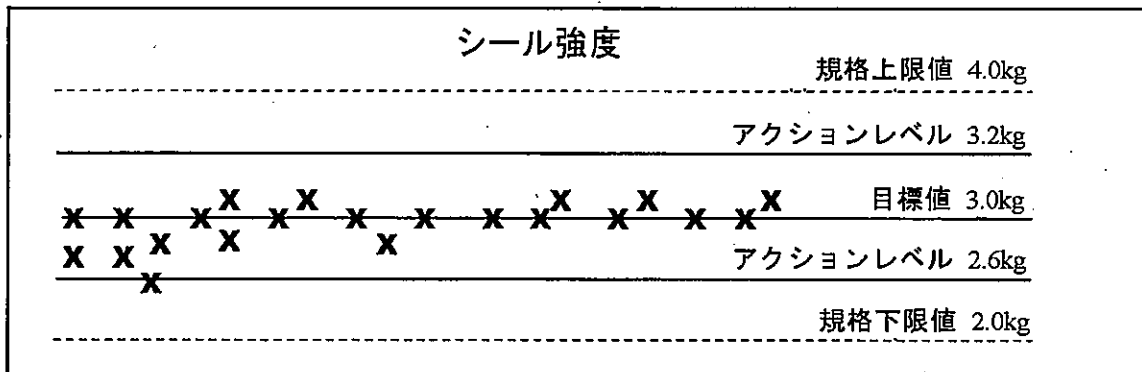 シール強度
規格上限値 4.0kg
アクションレベル 3.2kg
目標値 3.0kg
アクションレベル 2.6kg
規格下限値 2.0kg